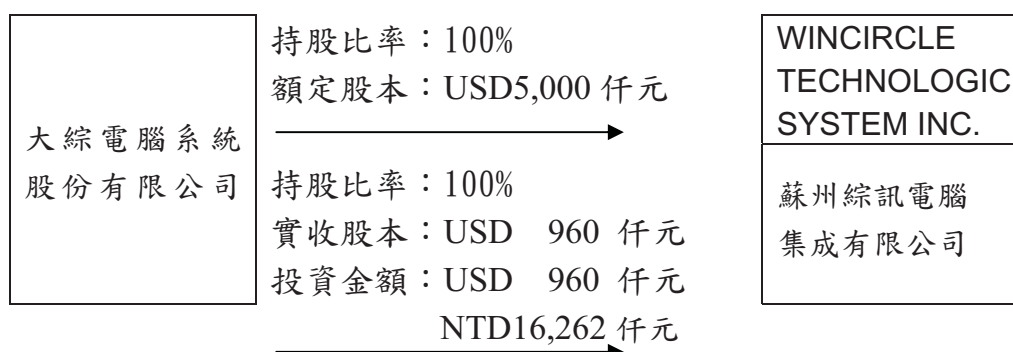 大綜電腦系統
股份有限公司
持股比率：100%
額定股本：USD5,000 仟元
持股比率：100%
實收股本：USD 960 仟元
投資金額：USD 960 仟元
NTD16,262 仟元
WINCIRCLE
TECHNOLOGIC
SYSTEM INC.
蘇州綜訊電腦
集成有限公司